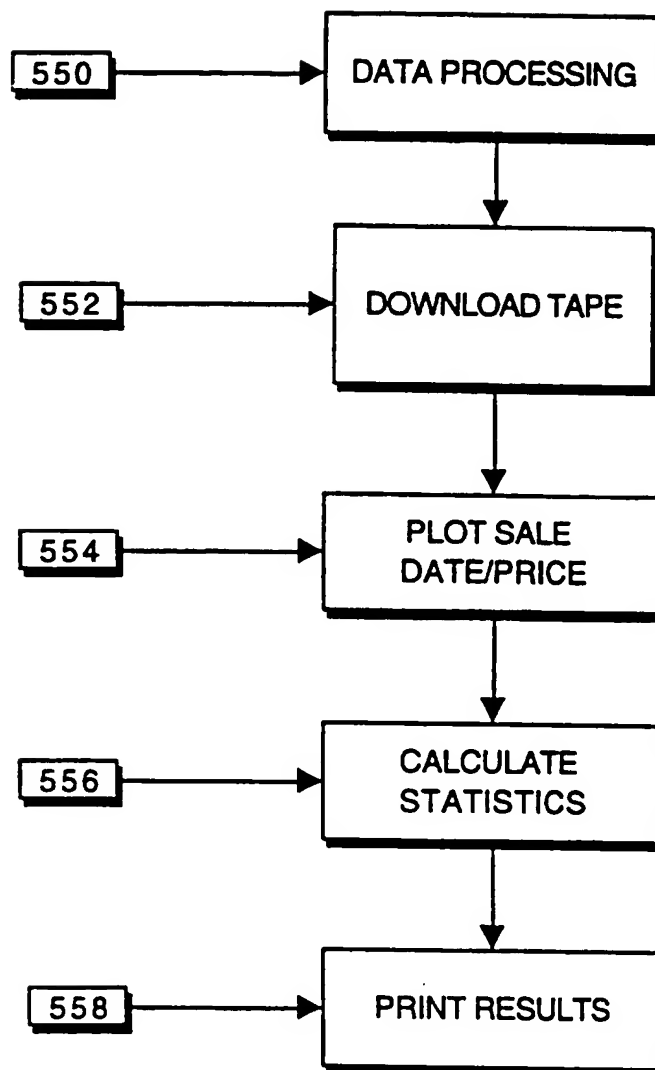 550
DATA PROCESSING
552
DOWNLOAD TAPE
554
PLOT SALE
DATE/PRICE
556
CALCULATE
STATISTICS
558
PRINT RESULTS